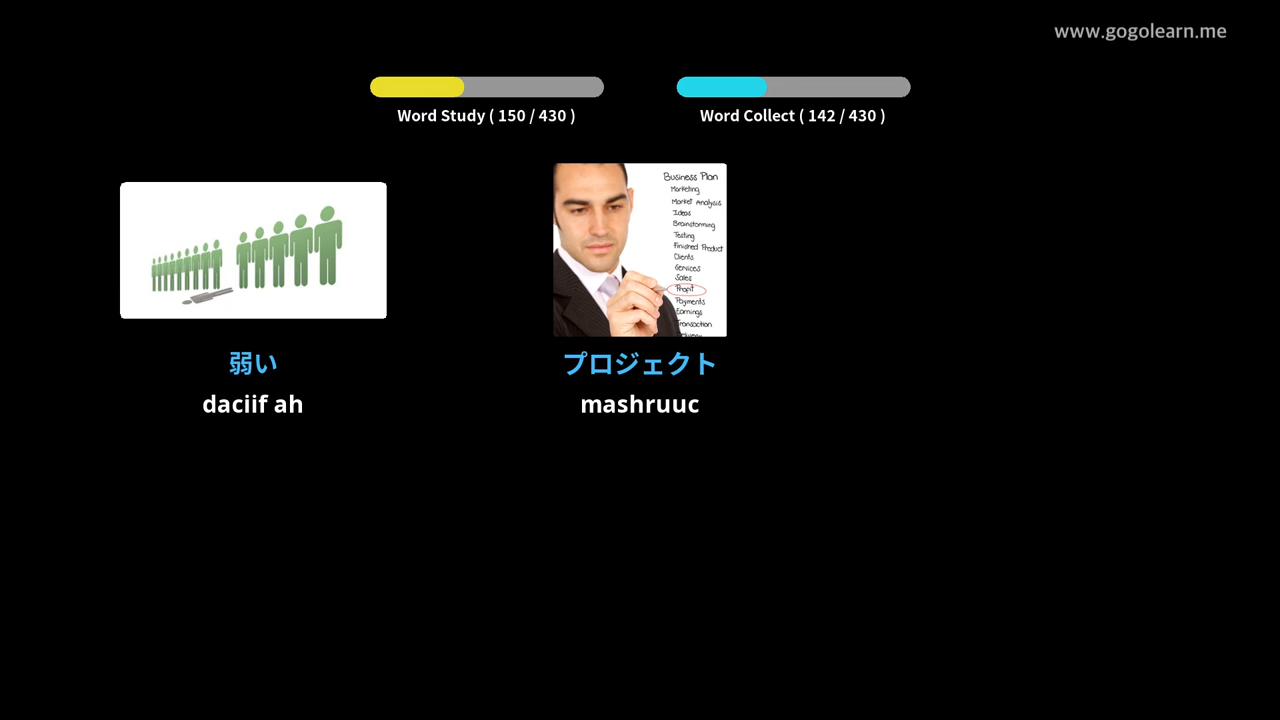 www.gogolearn.me
Word Study ( 150 / 430 )
Word Collect ( 142 / 430 )
Business Plan
Marketing
Market Analysis
Ideas
Brainstorming
Testing
Finished Product
Clients
Services
Sales
Profit
Payments
Earnings
Transaction
弱い
プロジェクト
daciif ah
mashruuc